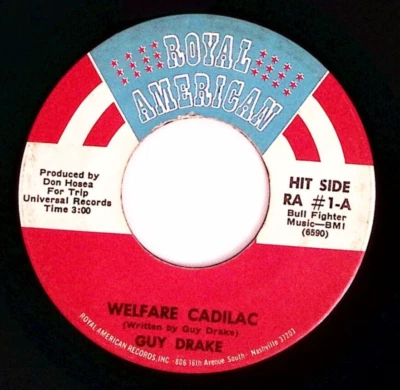 ROYAL
AMERICAN
Produced by
Don Hosea
For Trip
Universal Records
Time 3:00
HIT SIDE
RA #1-A
Bull Fighter
Music—BMI
(6590)
WELFARE CADILAC
(Written by Guy Drake)
GUY DRAKE
ROYAL AMERICAN RECORDS, INC. - 806 16th Avenue South - Nashville 37203